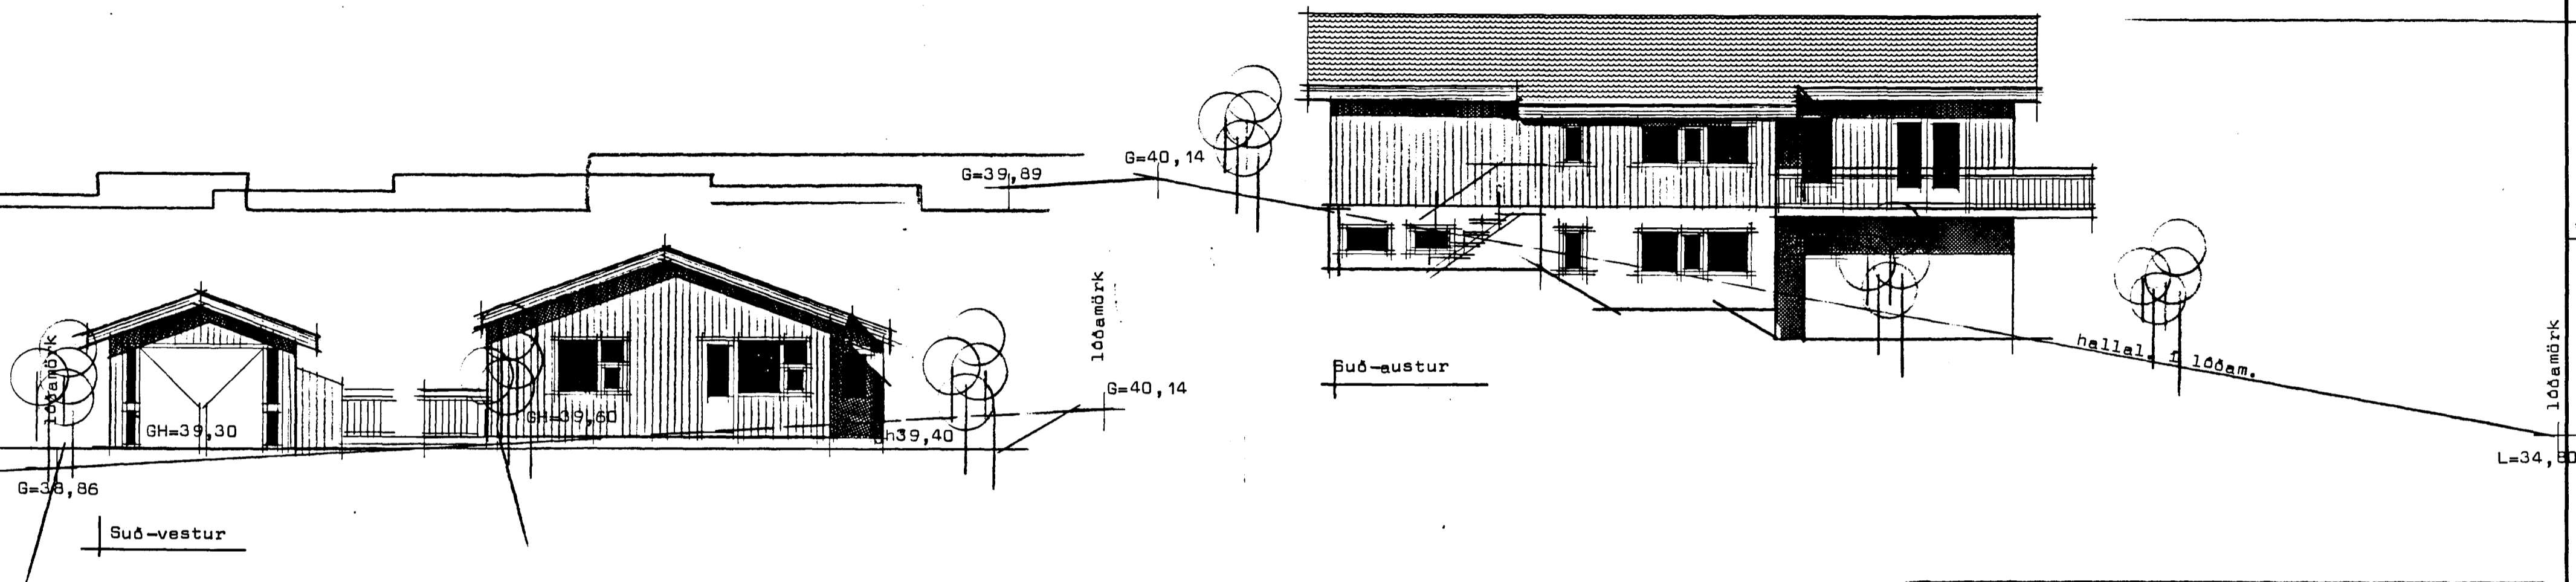 G=39,89
G=40,14
lóðamörk
lóðamörk
GH=39,30
GH=39,60
Gh39,40
G=40,14
G=38,86
Suð-vestur
Suð-austur
hallal. í lóðam.
lóðamörk
L=34,80